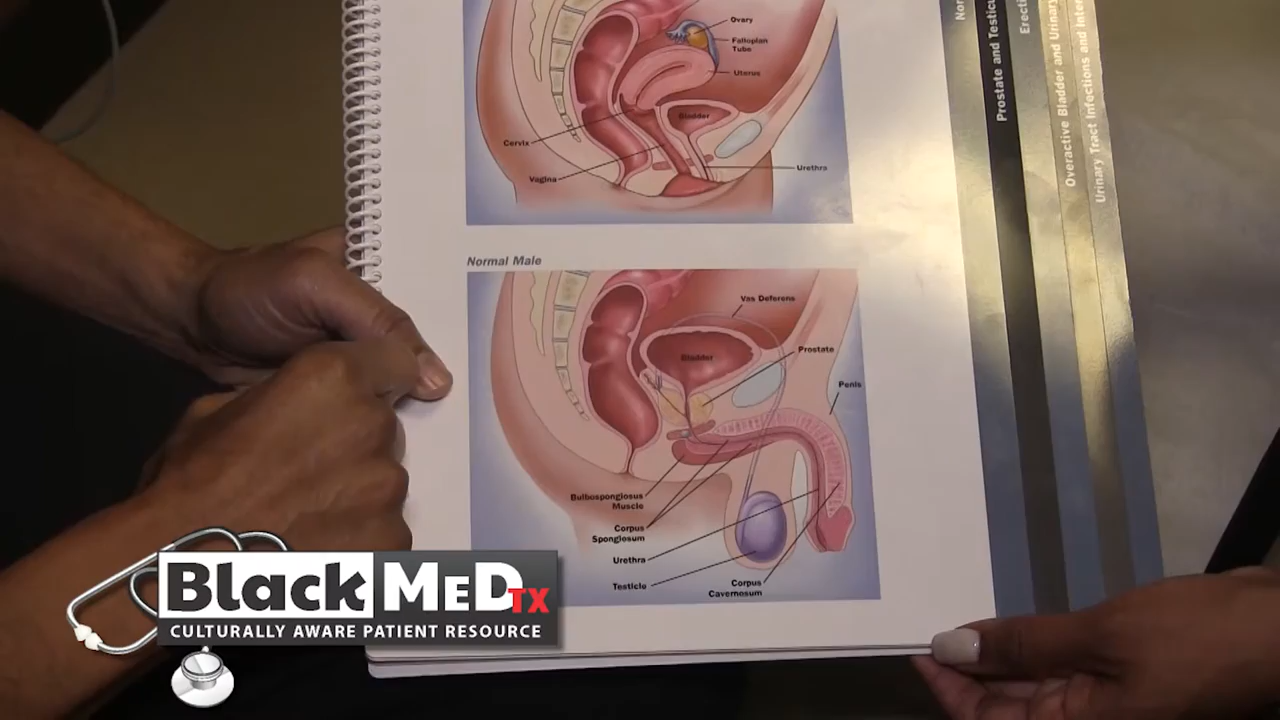 Ovary
Fallopian
Tube
Uterus
Bladder
Cervix
Vagina
Urethra
Normal Male
Vas Deferens
Bladder
Prostate
Penis
Bulbospongiosus
Muscle
Corpus
Spongiosum
Urethra
Testicle
Corpus
Cavernosum
Prostate and
Overactive Bladder and Urinary
Urinary Tract Infections and
BlackMeDTX
CULTURALLY AWARE PATIENT RESOURCE